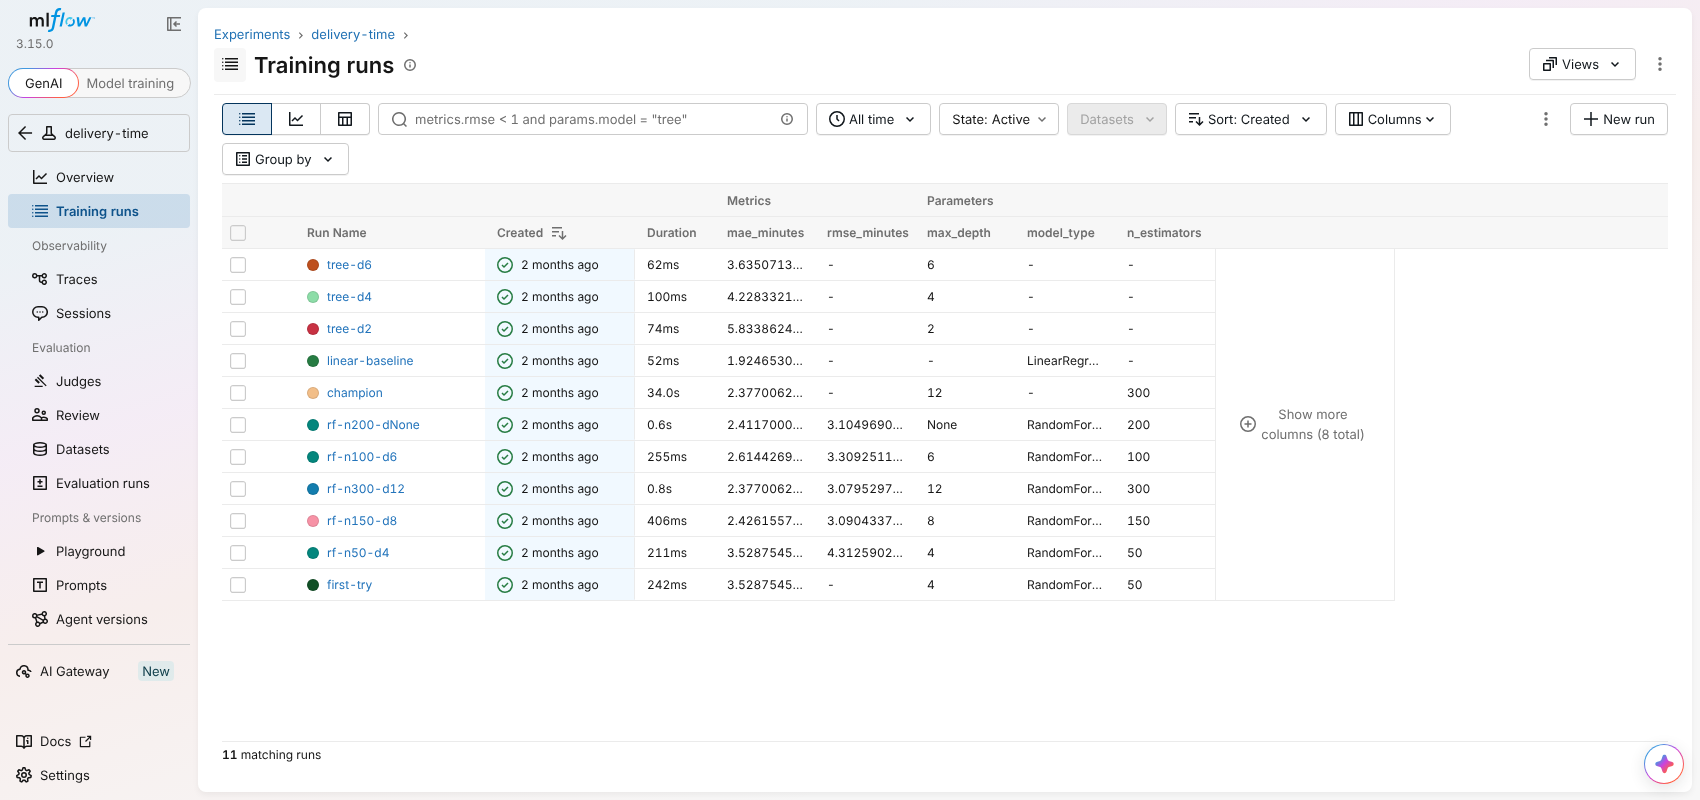 mlflow
3.15.0
GenAI Model training
delivery-time
Overview
Training runs
Observability
Traces
Sessions
Evaluation
Judges
Review
Datasets
Evaluation runs
Prompts & versions
Playground
Prompts
Agent versions
AI Gateway New
Docs
Settings
Experiments > delivery-time >
Training runs
Views
metrics.rmse < 1 and params.model = "tree"
All time
State: Active
Datasets
Sort: Created
Columns
New run
Group by
Metrics Parameters
Run Name Created Duration mae_minutes rmse_minutes max_depth model_type n_estimators
tree-d6 2 months ago 62ms 3.6350713... - 6 - -
tree-d4 2 months ago 100ms 4.2283321... - 4 - -
tree-d2 2 months ago 74ms 5.8338624... - 2 - -
linear-baseline 2 months ago 52ms 1.9246530... - - LinearRegr... -
champion 2 months ago 34.0s 2.3770062... - 12 - 300
rf-n200-dNone 2 months ago 0.6s 2.4117000... 3.1049690... None RandomFor... 200
rf-n100-d6 2 months ago 255ms 2.6144269... 3.3092511... 6 RandomFor... 100
rf-n300-d12 2 months ago 0.8s 2.3770062... 3.0795297... 12 RandomFor... 300
rf-n150-d8 2 months ago 406ms 2.4261557... 3.0904337... 8 RandomFor... 150
rf-n50-d4 2 months ago 211ms 3.5287545... 4.3125902... 4 RandomFor... 50
first-try 2 months ago 242ms 3.5287545... - 4 RandomFor... 50
Show more
columns (8 total)
11 matching runs